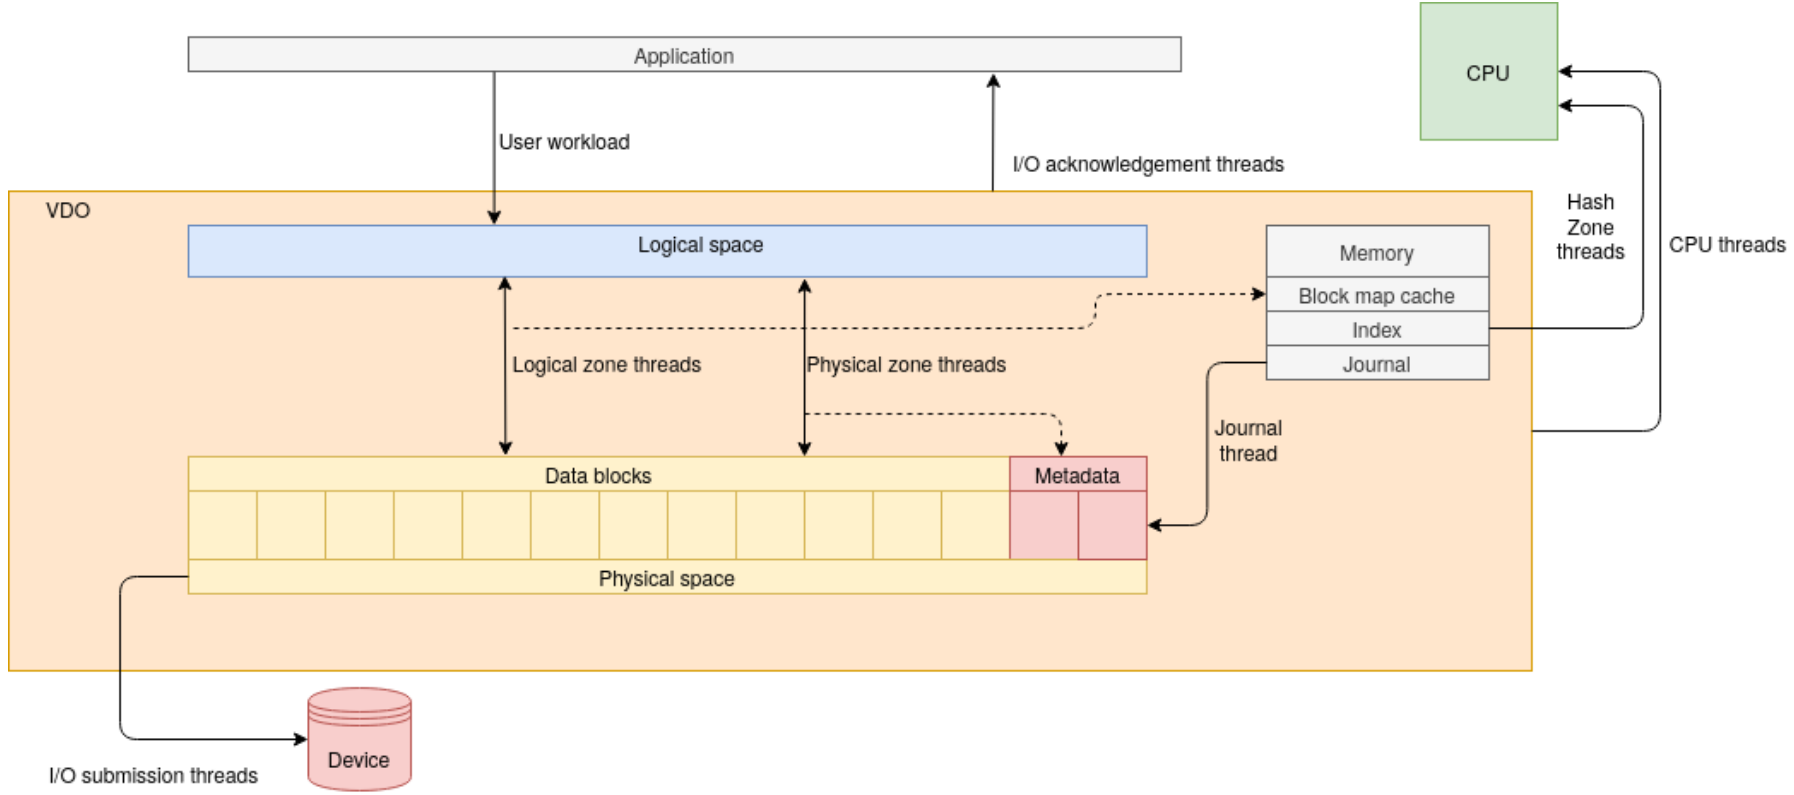 Application
CPU
User workload
I/O acknowledgement threads
VDO
Hash
Zone
threads
CPU threads
Logical space
Memory
Block map cache
Index
Journal
Logical zone threads
Physical zone threads
Journal
thread
Data blocks
Metadata
Physical space
Device
I/O submission threads